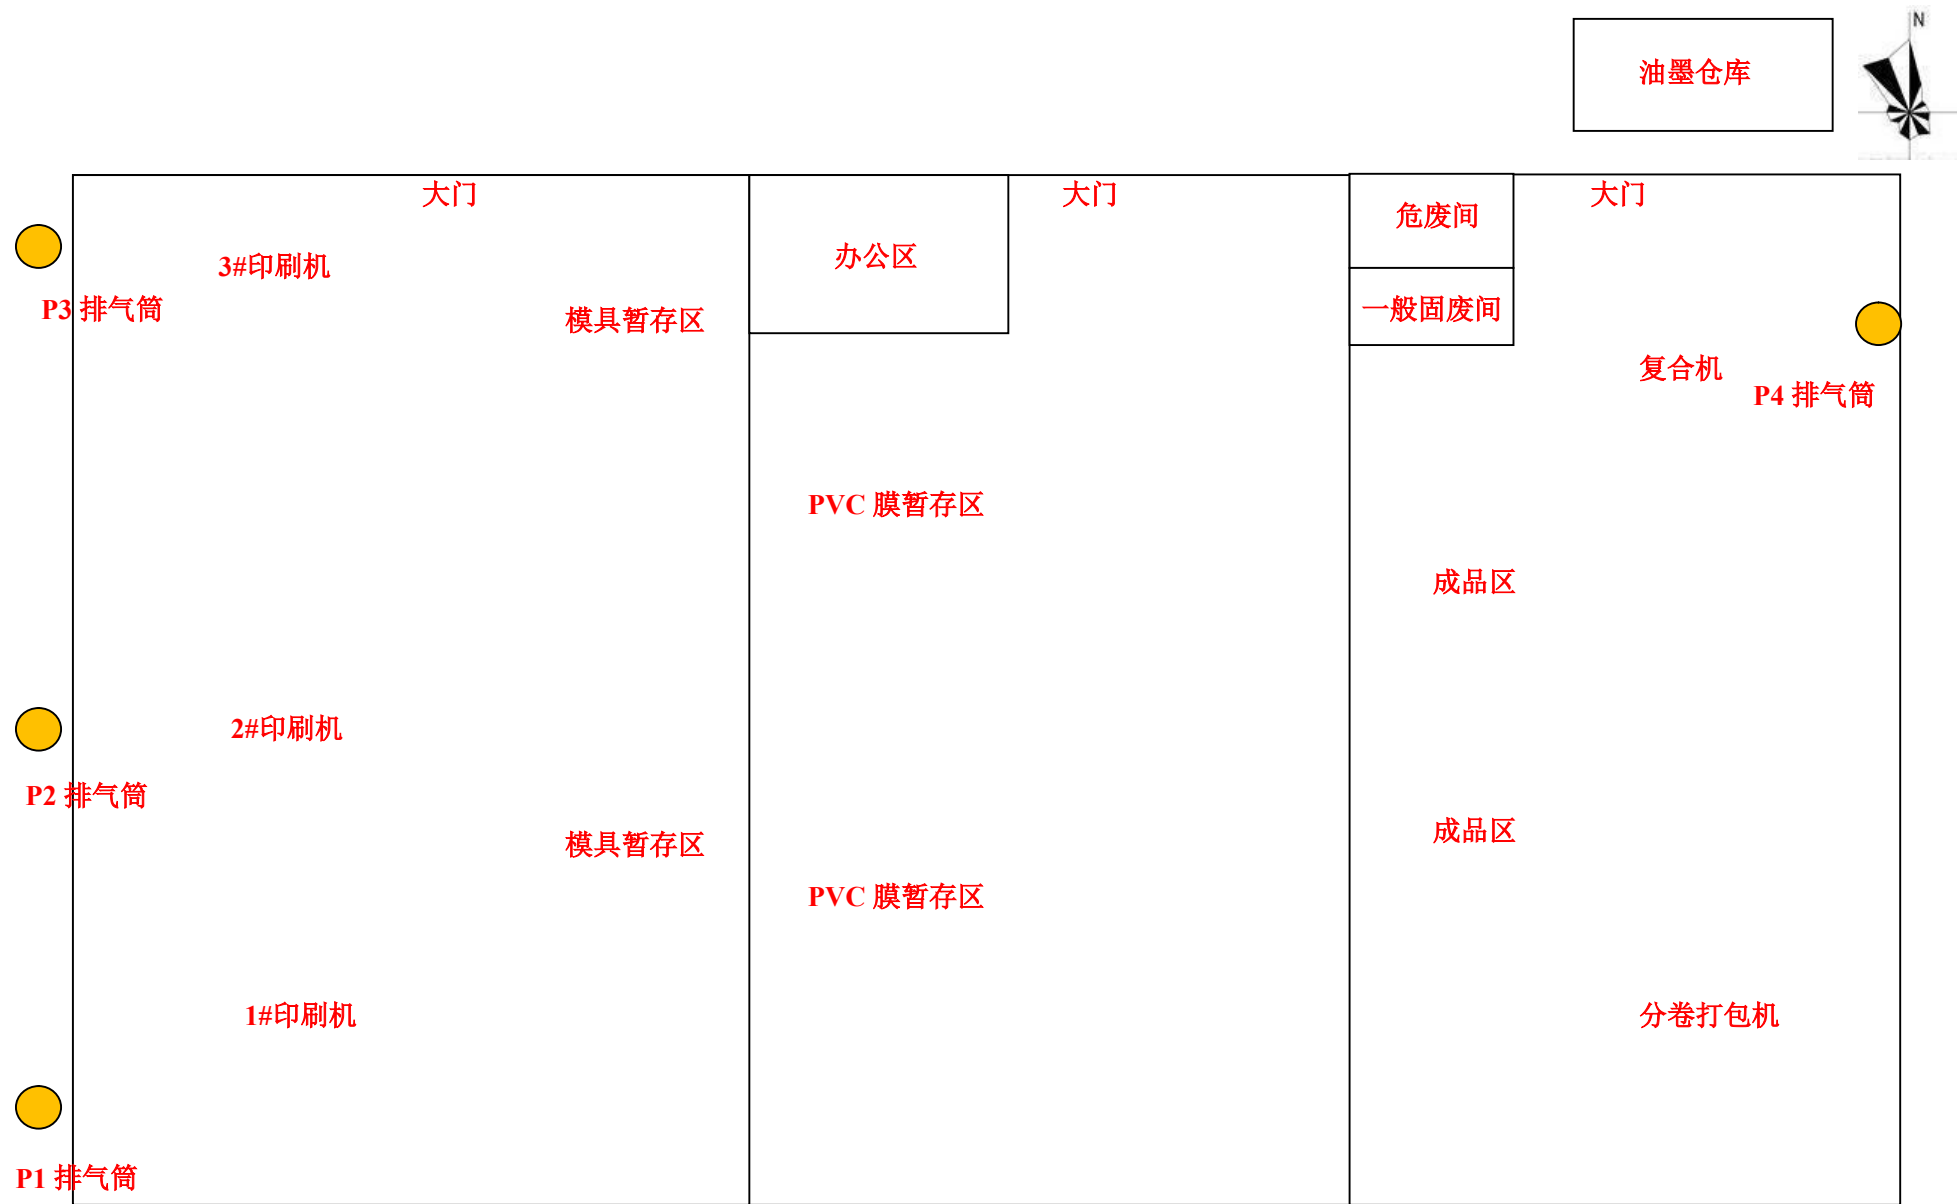 N
油墨仓库
大门
大门
危废间
大门
办公区
3#印刷机
P3 排气筒
模具暂存区
一般固废间
复合机
P4 排气筒
PVC 膜暂存区
成品区
2#印刷机
P2 排气筒
模具暂存区
成品区
PVC 膜暂存区
1#印刷机
分卷打包机
P1 排气筒